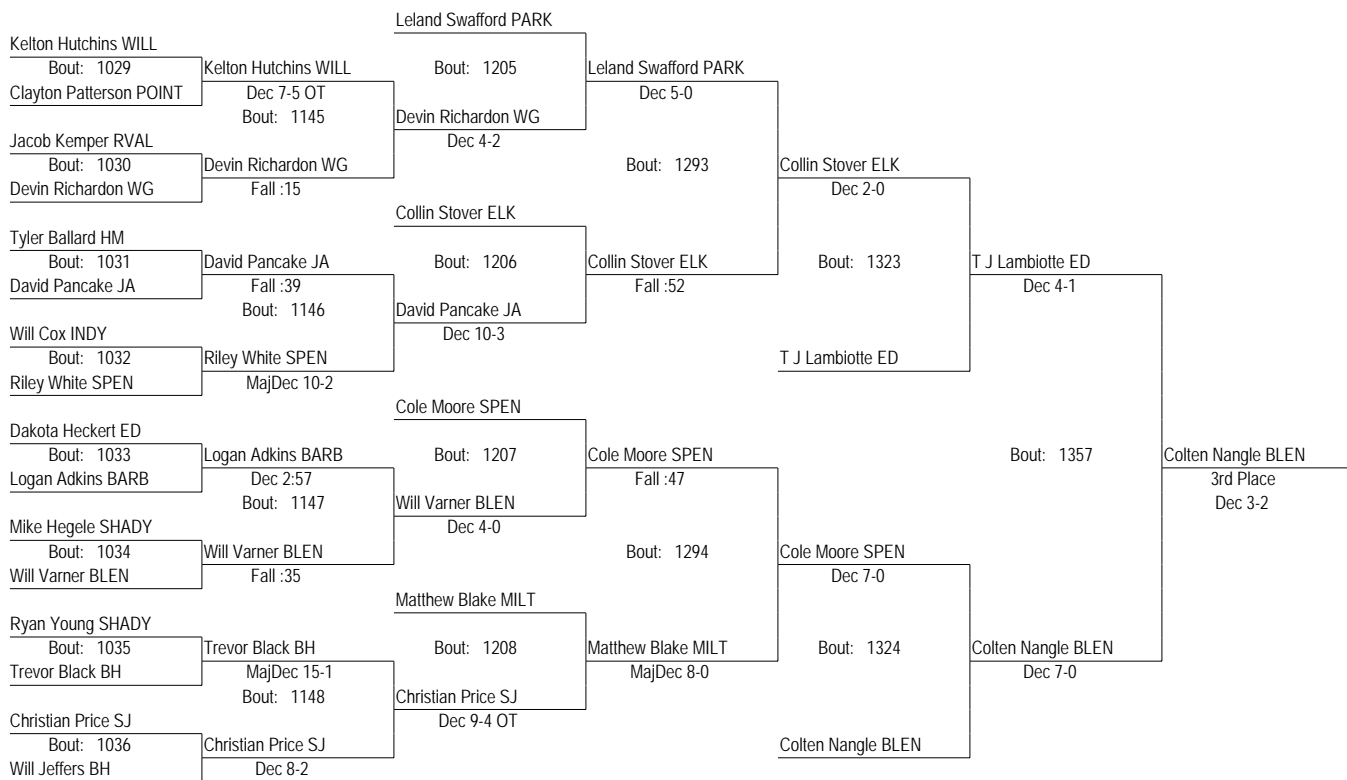 Leland Swafford PARK
Kelton Hutchins WILL
Bout: 1029
Kelton Hutchins WILL
Bout: 1205
Leland Swafford PARK
Clayton Patterson POINT
Dec 7-5 OT
Dec 5-0
Bout: 1145
Devin Richardon WG
Jacob Kemper RVAL
Dec 4-2
Bout: 1030
Devin Richardon WG
Bout: 1293
Collin Stover ELK
Devin Richardon WG
Fall :15
Dec 2-0
Collin Stover ELK
Tyler Ballard HM
Bout: 1031
David Pancake JA
Bout: 1206
Collin Stover ELK
Bout: 1323
T J Lambiotte ED
David Pancake JA
Fall :39
Fall :52
Dec 4-1
Bout: 1146
David Pancake JA
Will Cox INDY
Dec 10-3
Bout: 1032
Riley White SPEN
T J Lambiotte ED
Riley White SPEN
MajDec 10-2
Cole Moore SPEN
Dakota Heckert ED
Bout: 1033
Logan Adkins BARB
Bout: 1207
Cole Moore SPEN
Bout: 1357
Colten Nangle BLEN
Logan Adkins BARB
Dec 2:57
Fall :47
3rd Place
Bout: 1147
Will Varner BLEN
Dec 3-2
Mike Hegele SHADY
Dec 4-0
Bout: 1034
Will Varner BLEN
Bout: 1294
Cole Moore SPEN
Will Varner BLEN
Fall :35
Dec 7-0
Matthew Blake MILT
Ryan Young SHADY
Bout: 1035
Trevor Black BH
Bout: 1208
Matthew Blake MILT
Bout: 1324
Colten Nangle BLEN
Trevor Black BH
MajDec 15-1
MajDec 8-0
Dec 7-0
Bout: 1148
Christian Price SJ
Christian Price SJ
Dec 9-4 OT
Bout: 1036
Christian Price SJ
Colten Nangle BLEN
Will Jeffers BH
Dec 8-2